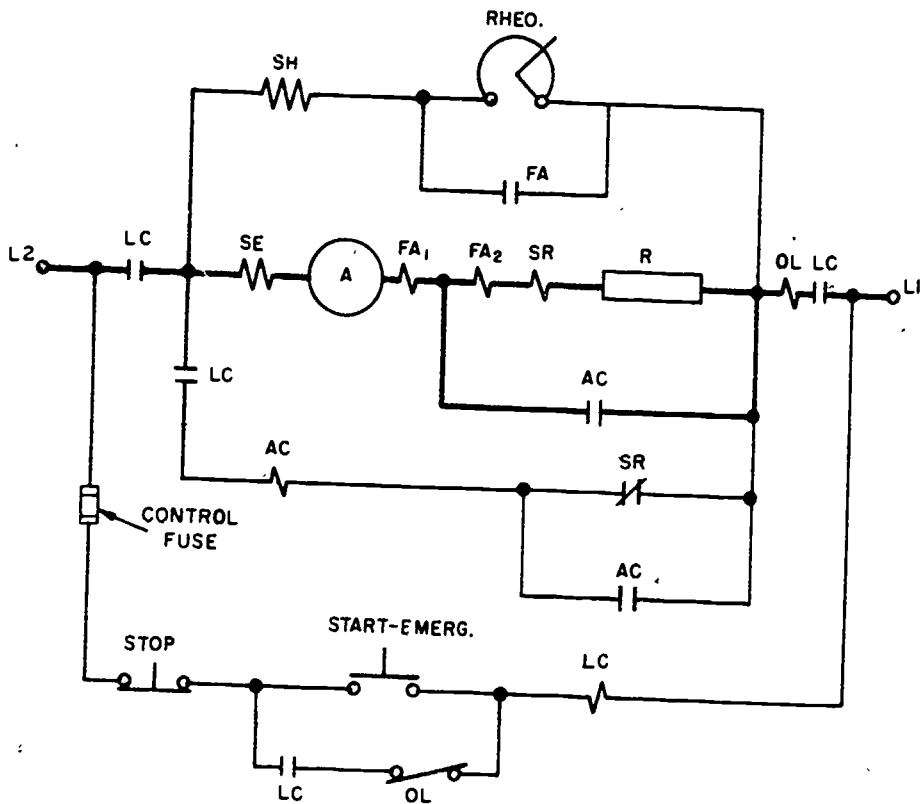 RHEO.
SH
FA
L2
LC
SE
A
FA1
FA2
SR
R
OL
LC
L1
LC
AC
AC
SR
CONTROL
FUSE
AC
START-EMERG.
STOP
LC
LC
OL